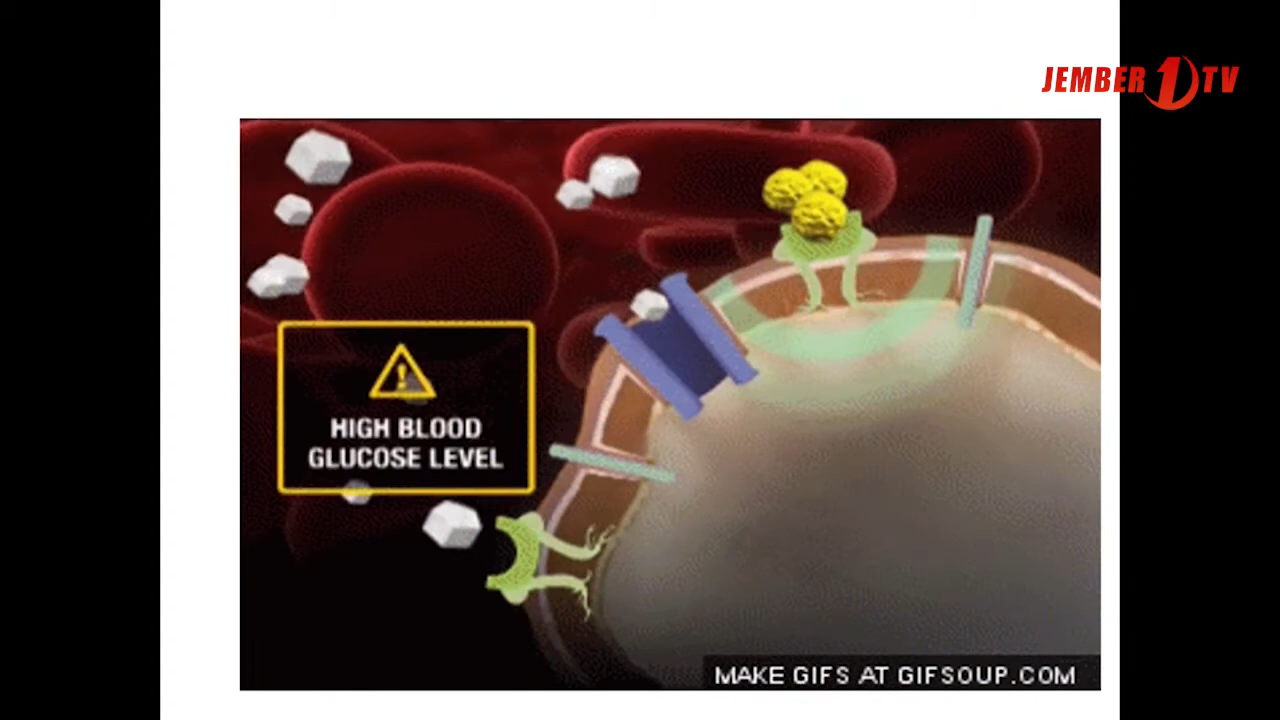 JEMBER 1 TV
!
HIGH BLOOD
GLUCOSE LEVEL
MAKE GIFS AT GIFSOUP.COM